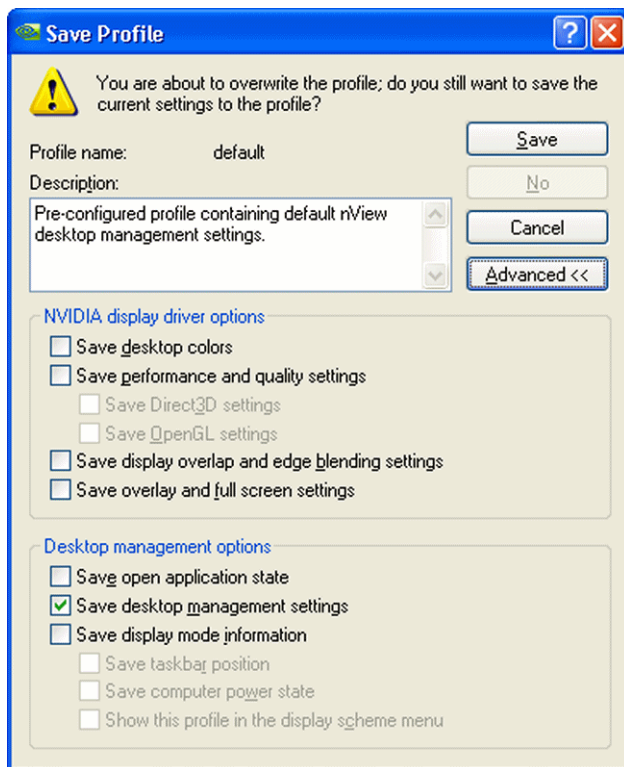 Save Profile
You are about to overwrite the profile; do you still want to save the
current settings to the profile?
Profile name: default
Save
Description:
No
Pre-configured profile containing default nView
desktop management settings.
Cancel
Advanced <<
NVIDIA display driver options
Save desktop colors
Save performance and quality settings
Save Direct3D settings
Save OpenGL settings
Save display overlap and edge blending settings
Save overlay and full screen settings
Desktop management options
Save open application state
Save desktop management settings
Save display mode information
Save taskbar position
Save computer power state
Show this profile in the display scheme menu